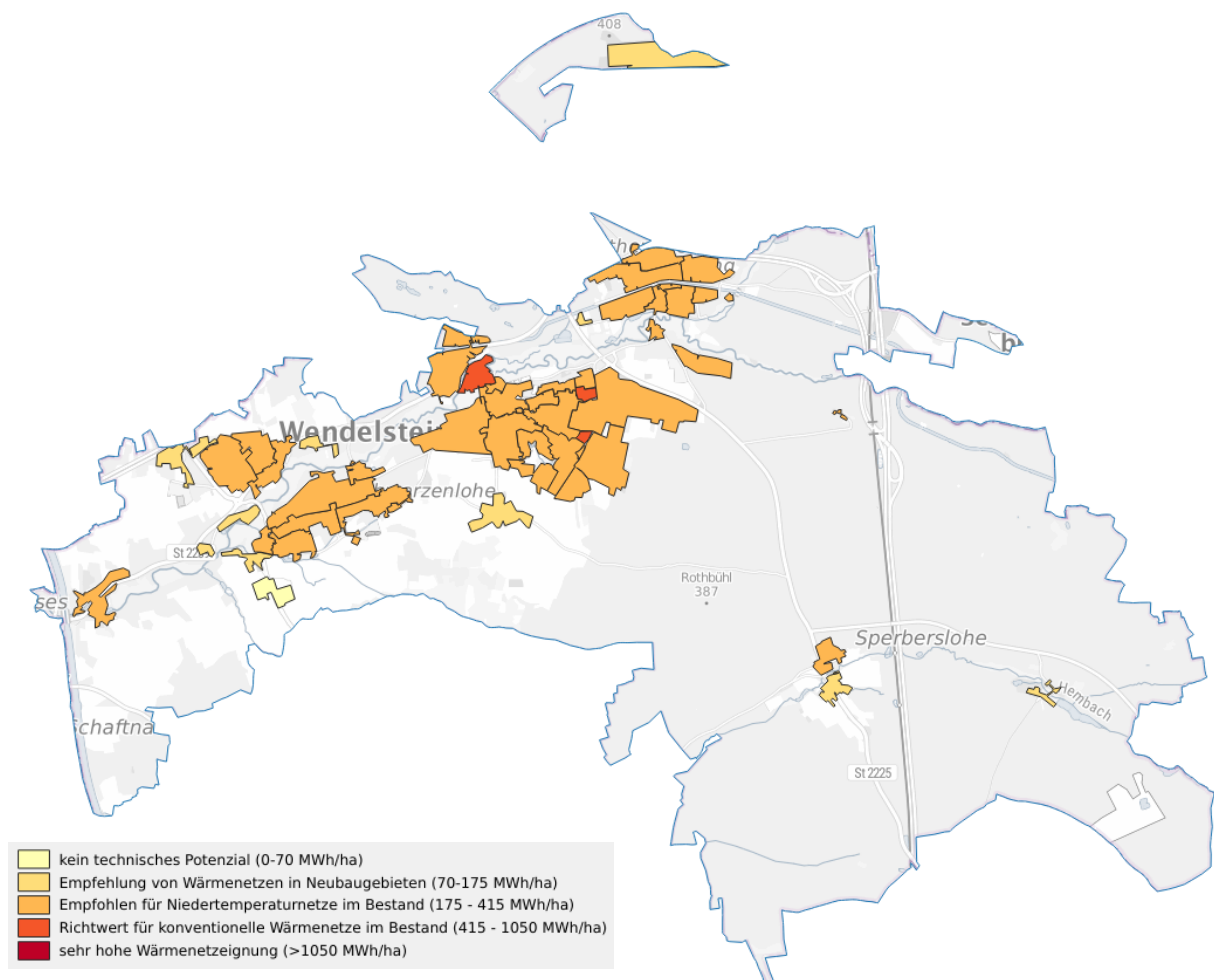 408
Wendelstei
arzenlohe
St 2225
Rothbühl
387
ses
Sperberslohe
Hembach
chaftna
St 2225
kein technisches Potenzial (0-70 MWh/ha)
Empfehlung von Wärmenetzen in Neubaugebieten (70-175 MWh/ha)
Empfohlen für Niedertemperaturnetze im Bestand (175 - 415 MWh/ha)
Richtwert für konventionelle Wärmenetze im Bestand (415 - 1050 MWh/ha)
sehr hohe Wärmenetzeignung (>1050 MWh/ha)